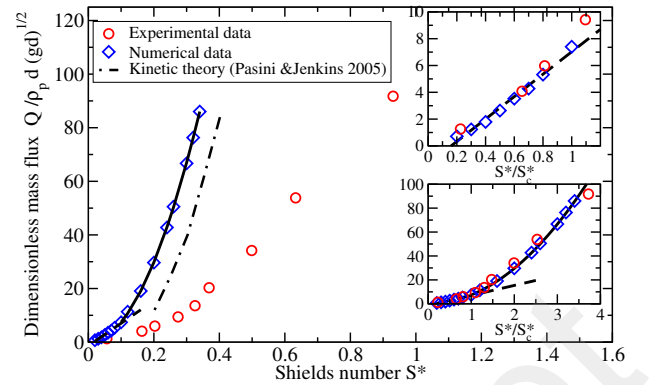 Dimensionless mass flux Q /ρp d (gd)^1/2
120
100
80
60
40
20
0
Experimental data
Numerical data
Kinetic theory (Pasini &Jenkins 2005)
10
8
6
4
2
0
0 0.2 0.4 0.6 0.8 1
S*/S*c
100
80
60
40
20
0
0 1 2 3 4
S*/S*c
0 0.2 0.4 0.6 0.8 1 1.2 1.4 1.6
Shields number S*